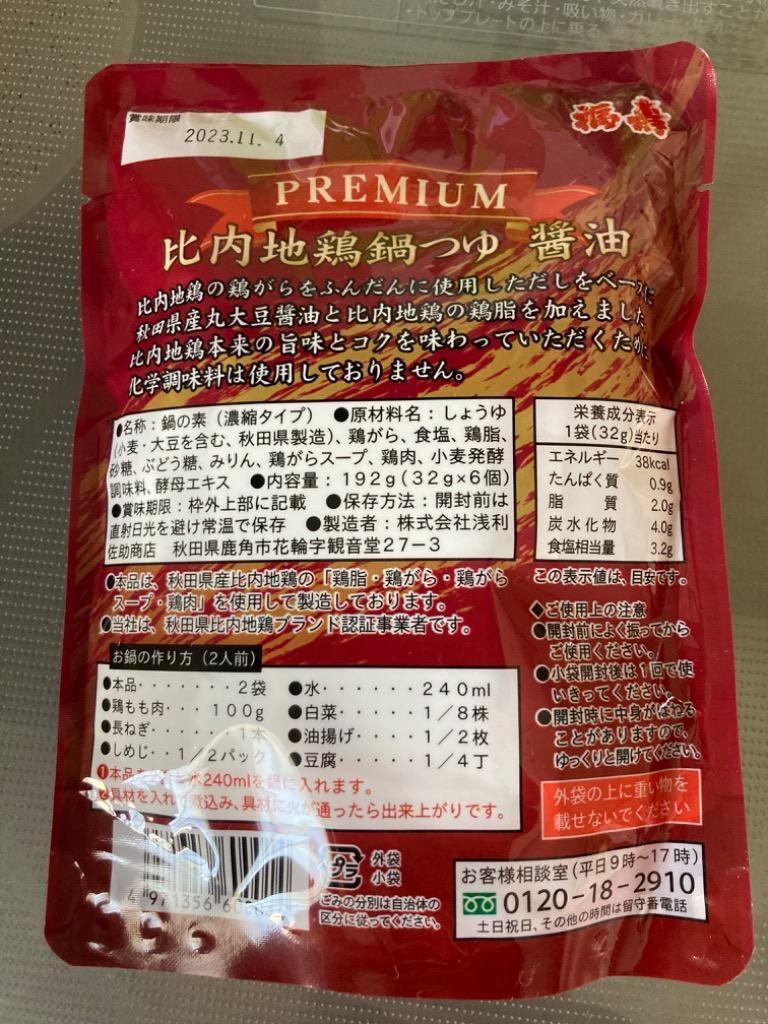 トッププレートの上に乗
賞味期限
2023.11. 4
福壽
PREMIUM
比内地鶏鍋つゆ 醤油
比内地鶏の鶏がらをふんだんに使用しただしをベースに
秋田県産丸大豆醤油と比内地鶏の鶏脂を加えました。
比内地鶏本来の旨味とコクを味わっていただくために
化学調味料は使用しておりません。
●名称：鍋の素（濃縮タイプ） ●原材料名：しょうゆ
（小麦・大豆を含む、秋田県製造）、鶏がら、食塩、鶏脂、
砂糖、ぶどう糖、みりん、鶏がらスープ、鶏肉、小麦発酵
調味料、酵母エキス ●内容量：192g（32g×6個）
●賞味期限：枠外上部に記載 ●保存方法：開封前は
直射日光を避け常温で保存 ●製造者：株式会社浅利
佐助商店 秋田県鹿角市花輪字観音堂27-3
栄養成分表示
1袋(32g)当たり
エネルギー 38kcal
たんぱく質 0.9g
脂質 2.0g
炭水化物 4.0g
食塩相当量 3.2g
この表示値は、目安です。
●本品は、秋田県産比内地鶏の「鶏脂・鶏がら・鶏がら
スープ・鶏肉」を使用して製造しております。
●当社は、秋田県比内地鶏ブランド認証事業者です。
◆ご使用上の注意
●開封前によく振ってから
ご使用ください。
●小袋開封後は1回で使
いきってください。
●開封時に中身がはねる
ことがありますので、
ゆっくりと開けてください。
外袋の上に重い物を
載せないでください
お鍋の作り方（2人前）
●本品・・・・・・・2袋
●鶏もも肉・・・100g
●長ねぎ・・・・・・1本
●しめじ・・1/2パック
●水・・・・・・240ml
●白菜・・・・・1/8株
●油揚げ・・・・1/2枚
●豆腐・・・・・1/4丁
❶本品 水240mlを鍋に入れます。
❷具材を入れて煮込み、具材に火が通ったら出来上がりです。
4 971356 60
プラ
外袋
小袋
ごみの分別は自治体の
区分に従ってください。
お客様相談室(平日9時～17時)
0120-18-2910
土日祝日、その他の時間は留守番電話